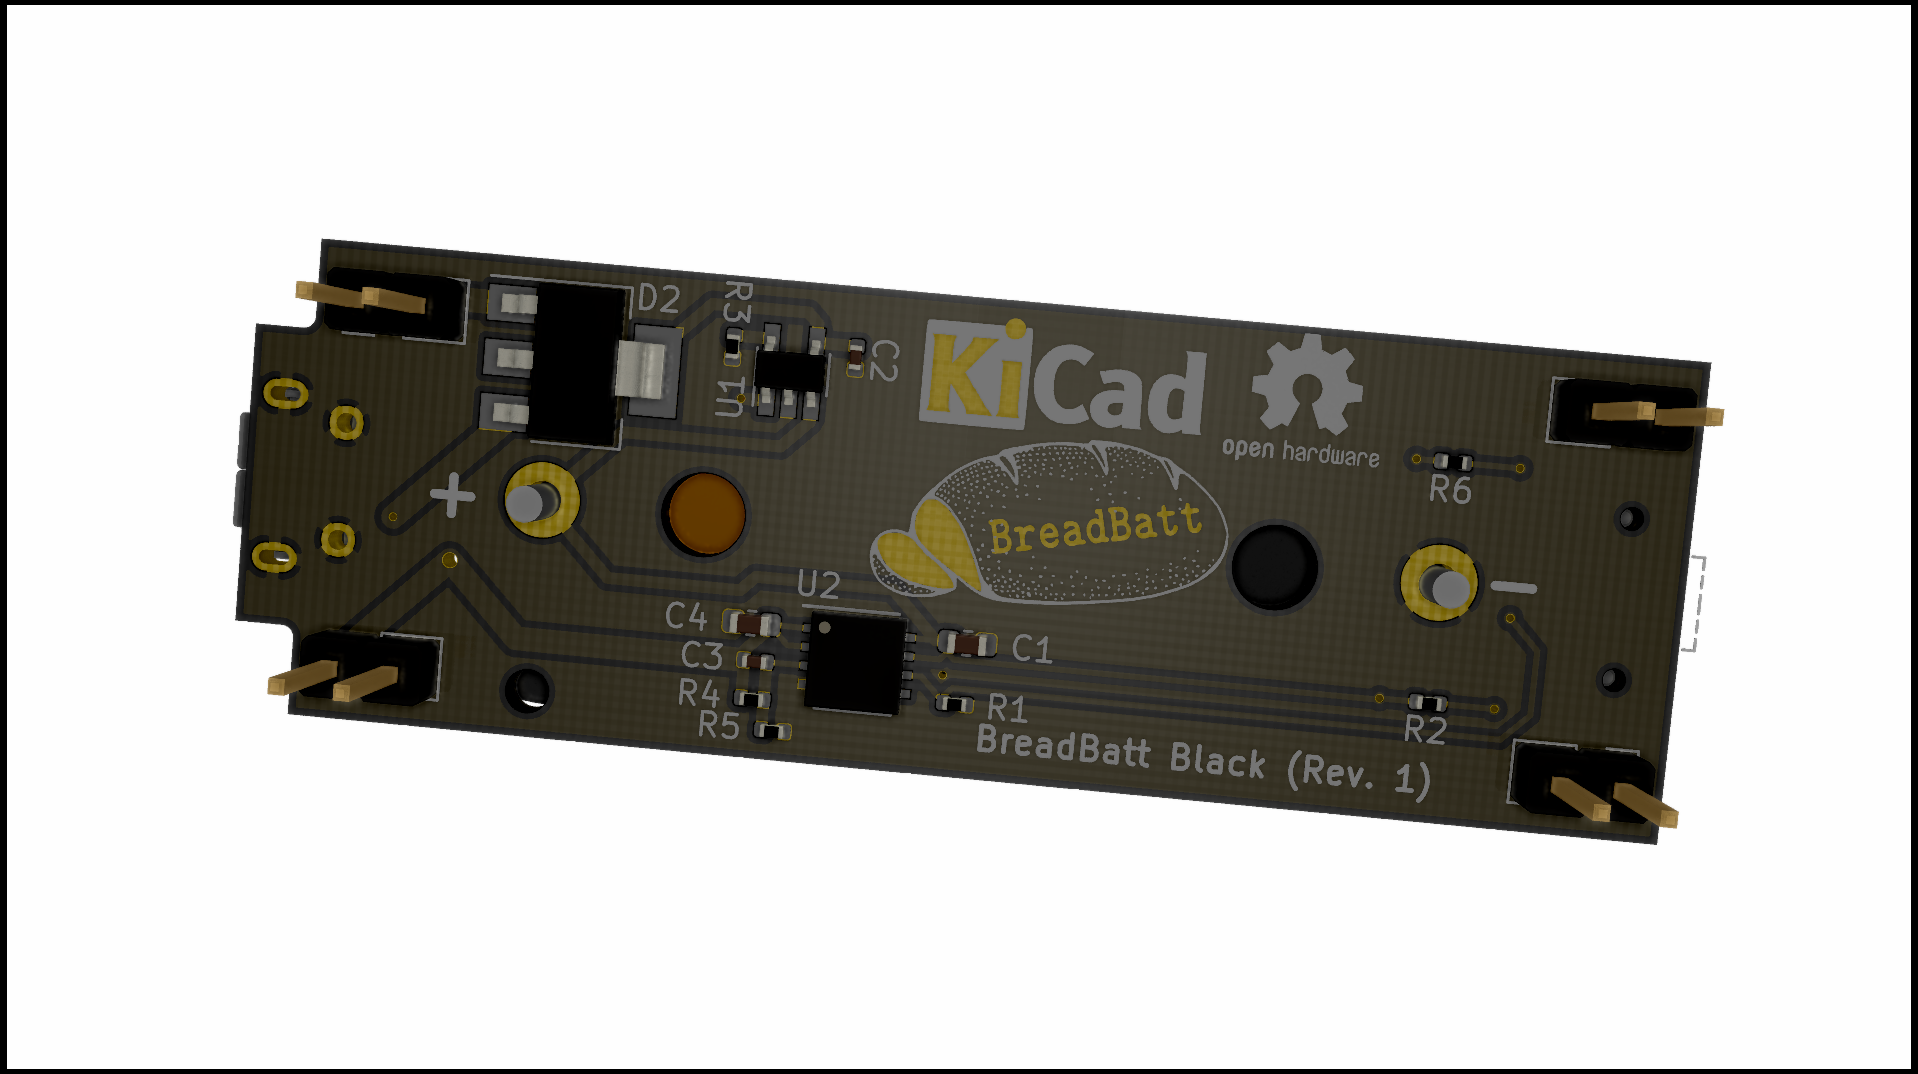 D2
R3
C2
U1
KiCad
open hardware
+
R6
BreadBatt
-
U2
C4
C3
C1
R4
R1
R5
R2
BreadBatt Black (Rev. 1)